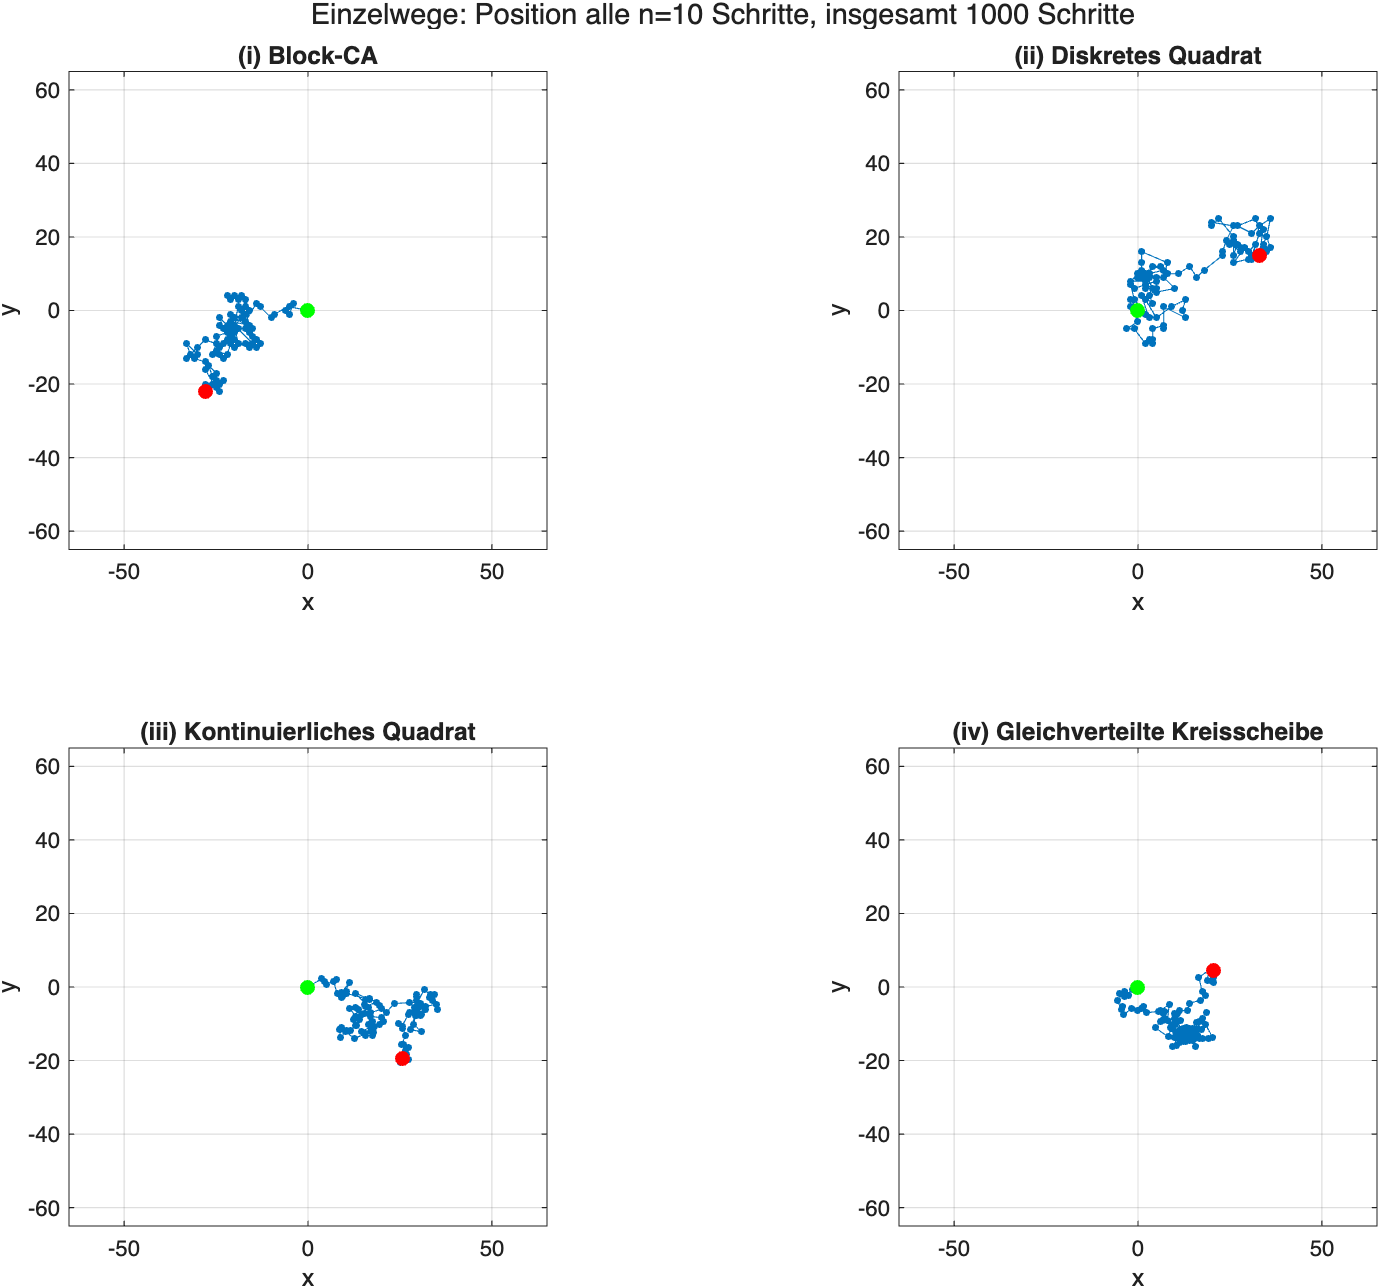 Einzelwege: Position alle n=10 Schritte, insgesamt 1000 Schritte
(i) Block-CA
60
40
20
0
-20
-40
-60
y
-50 0 50
x
(ii) Diskretes Quadrat
60
40
20
0
-20
-40
-60
y
-50 0 50
x
(iii) Kontinuierliches Quadrat
60
40
20
0
-20
-40
-60
y
-50 0 50
x
(iv) Gleichverteilte Kreisscheibe
60
40
20
0
-20
-40
-60
y
-50 0 50
x